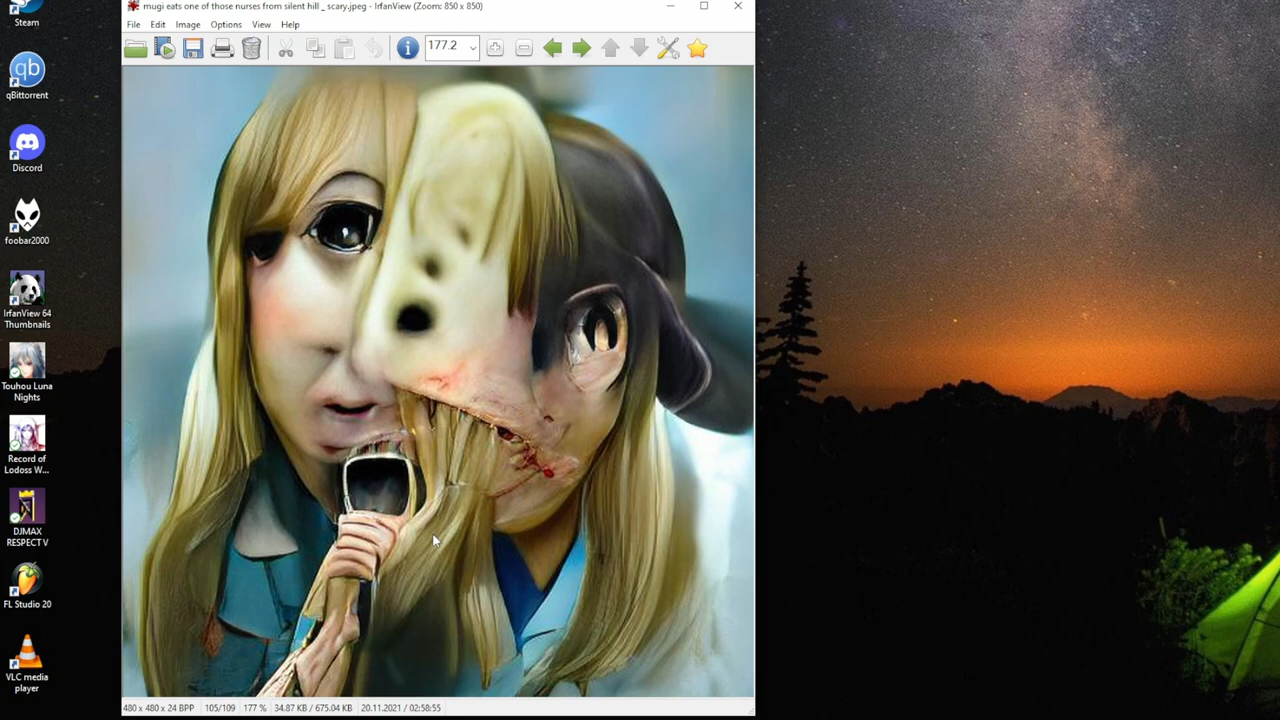 Steam
qBittorrent
Discord
foobar2000
IrfanView 64
Thumbnails
Touhou Luna
Nights
Record of
Lodoss W...
DJMAX
RESPECT V
FL Studio 20
VLC media
player
mugi eats one of those nurses from silent hill _ scary.jpeg - IrfanView (Zoom: 850 x 850)
File Edit Image Options View Help
177.2
480 x 480 x 24 BPP 105/109 177 % 34.87 KB / 675.04 KB 20.11.2021 / 02:58:55